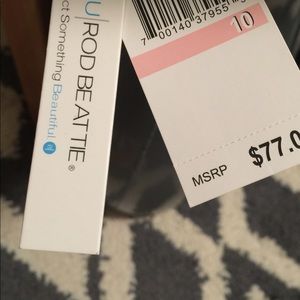 U | ROD BEATTIE®
ct Something Beautiful
7 00140 37955
10
MSRP $77.0